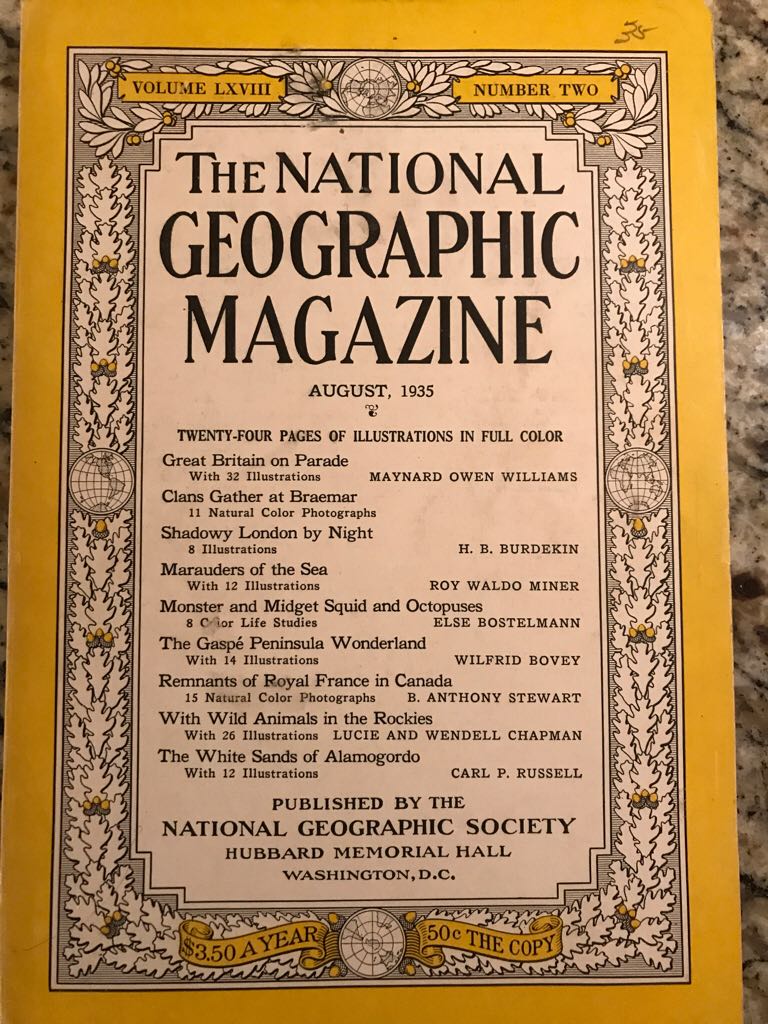 35
VOLUME LXVIII NUMBER TWO
THE NATIONAL
GEOGRAPHIC
MAGAZINE
AUGUST, 1935
TWENTY-FOUR PAGES OF ILLUSTRATIONS IN FULL COLOR
Great Britain on Parade
With 32 Illustrations MAYNARD OWEN WILLIAMS
Clans Gather at Braemar
11 Natural Color Photographs
Shadowy London by Night
8 Illustrations H. B. BURDEKIN
Marauders of the Sea
With 12 Illustrations ROY WALDO MINER
Monster and Midget Squid and Octopuses
8 Color Life Studies ELSE BOSTELMANN
The Gaspé Peninsula Wonderland
With 14 Illustrations WILFRID BOVEY
Remnants of Royal France in Canada
15 Natural Color Photographs B. ANTHONY STEWART
With Wild Animals in the Rockies
With 26 Illustrations LUCIE AND WENDELL CHAPMAN
The White Sands of Alamogordo
With 12 Illustrations CARL P. RUSSELL
PUBLISHED BY THE
NATIONAL GEOGRAPHIC SOCIETY
HUBBARD MEMORIAL HALL
WASHINGTON, D.C.
$3.50 A YEAR 50c THE COPY